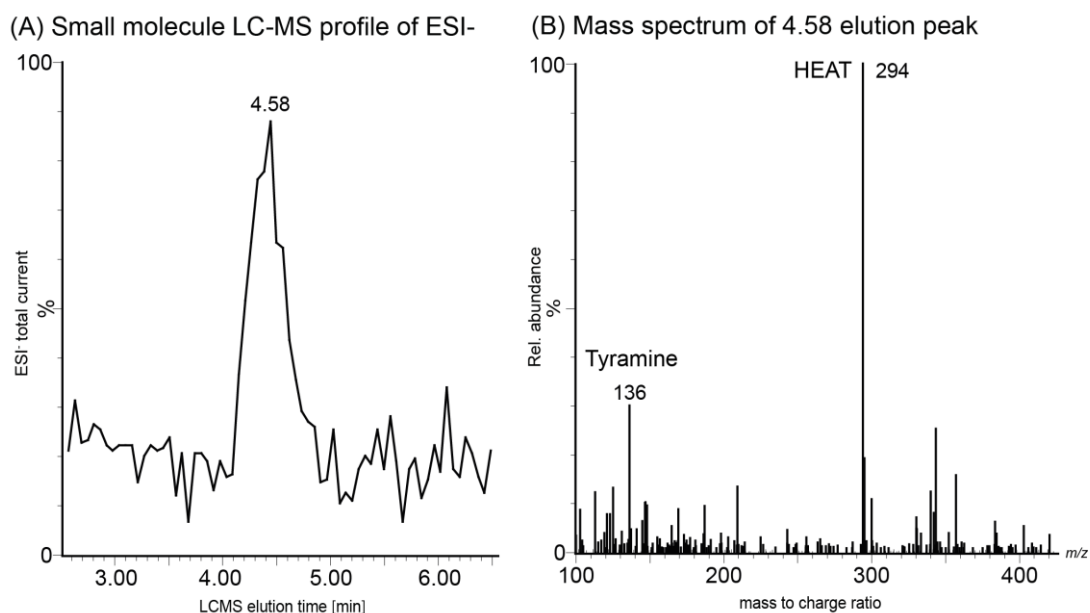 (A) Small molecule LC-MS profile of ESI-
100
4.58
%
ESI- total current
0
3.00 4.00 5.00 6.00
LCMS elution time [min]
(B) Mass spectrum of 4.58 elution peak
100
HEAT 294
Tyramine
136
%
Rel. abundance
0
100 200 300 400 m/z
mass to charge ratio